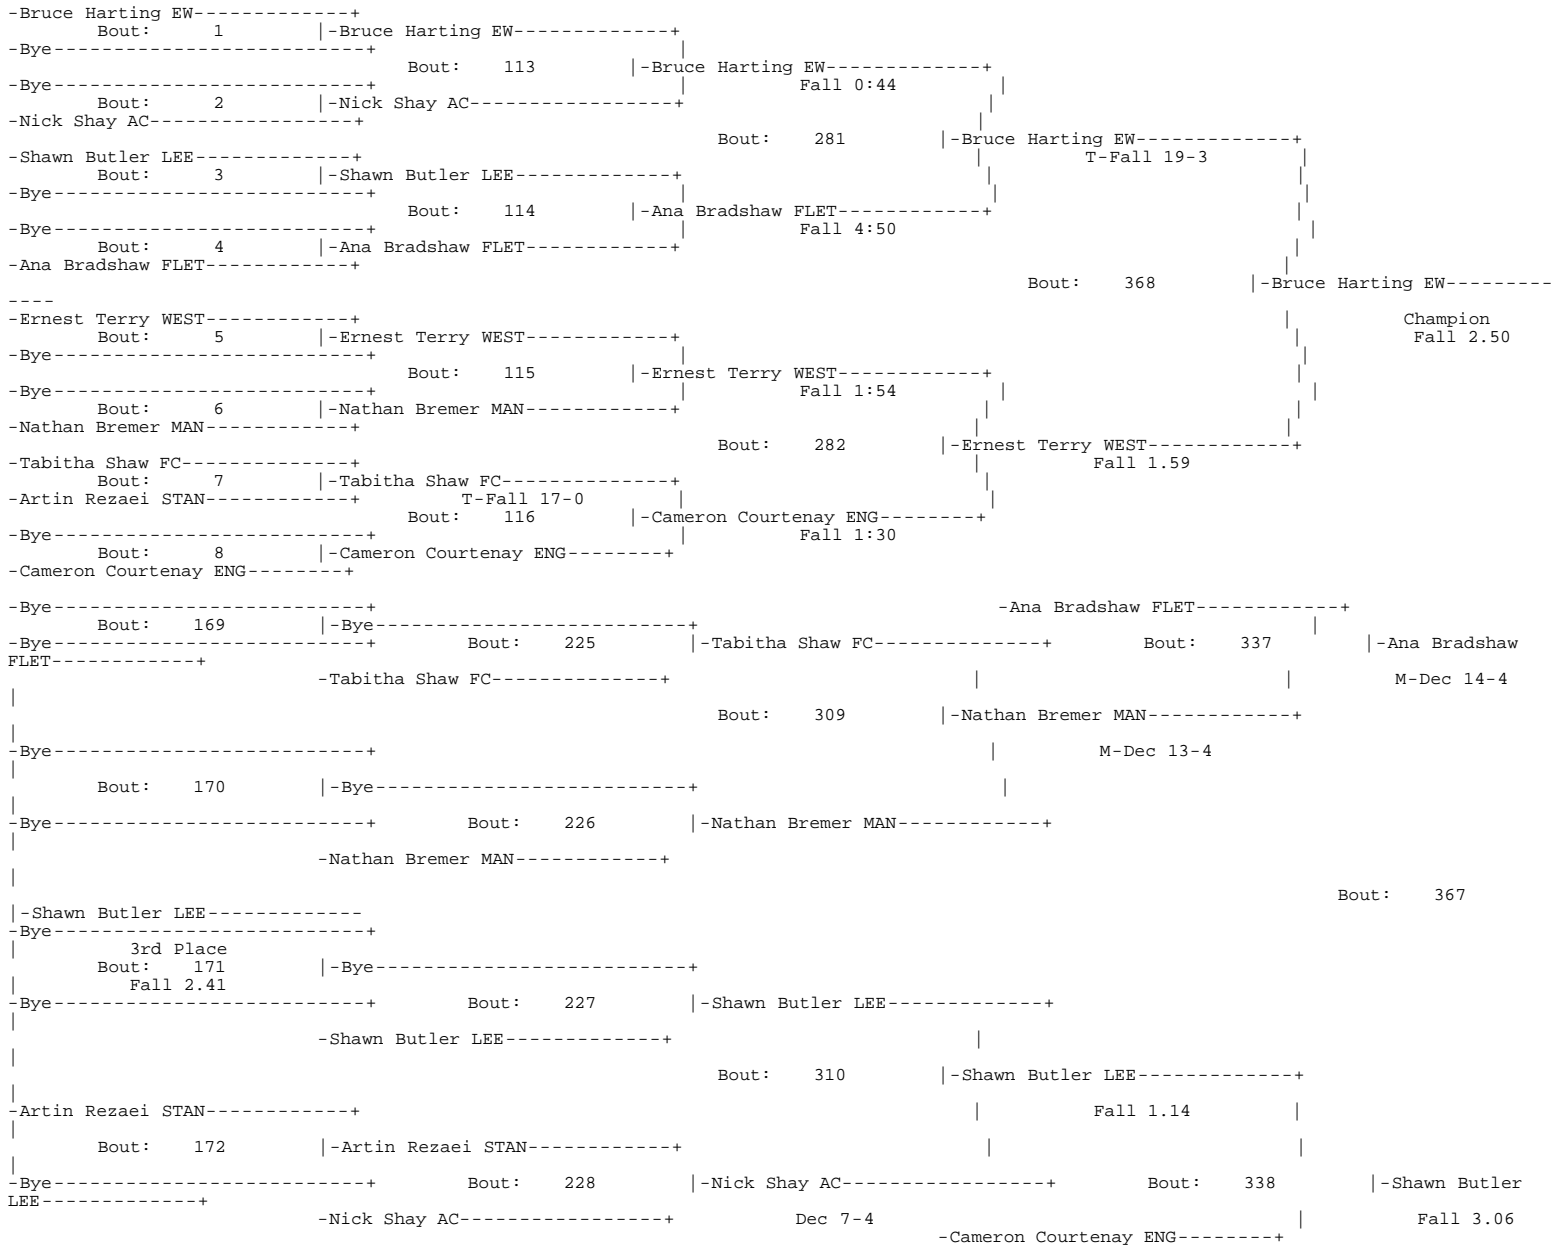 -Bruce Harting EW-------------+
Bout: 1 |-Bruce Harting EW-------------+
-Bye--------------------------+ |
Bout: 113 |-Bruce Harting EW-------------+
-Bye--------------------------+ | Fall 0:44 |
Bout: 2 |-Nick Shay AC-----------------+ |
-Nick Shay AC-----------------+ |
Bout: 281 |-Bruce Harting EW-------------+
-Shawn Butler LEE-------------+ | T-Fall 19-3 |
Bout: 3 |-Shawn Butler LEE-------------+ | |
-Bye--------------------------+ | | |
Bout: 114 |-Ana Bradshaw FLET------------+ |
-Bye--------------------------+ | Fall 4:50 |
Bout: 4 |-Ana Bradshaw FLET------------+ |
-Ana Bradshaw FLET------------+ |
Bout: 368 |-Bruce Harting EW---------
----
-Ernest Terry WEST------------+ | Champion
Bout: 5 |-Ernest Terry WEST------------+ | Fall 2.50
-Bye--------------------------+ | |
Bout: 115 |-Ernest Terry WEST------------+ |
-Bye--------------------------+ | Fall 1:54 | |
Bout: 6 |-Nathan Bremer MAN------------+ | |
-Nathan Bremer MAN------------+ | |
Bout: 282 |-Ernest Terry WEST------------+
-Tabitha Shaw FC--------------+ | Fall 1.59
Bout: 7 |-Tabitha Shaw FC--------------+ |
-Artin Rezaei STAN------------+ T-Fall 17-0 | |
Bout: 116 |-Cameron Courtenay ENG--------+
-Bye--------------------------+ | Fall 1:30
Bout: 8 |-Cameron Courtenay ENG--------+
-Cameron Courtenay ENG--------+
-Bye--------------------------+ -Ana Bradshaw FLET------------+
Bout: 169 |-Bye--------------------------+ |
-Bye--------------------------+ Bout: 225 |-Tabitha Shaw FC--------------+ Bout: 337 |-Ana Bradshaw
FLET------------+
-Tabitha Shaw FC--------------+ | | M-Dec 14-4
|
Bout: 309 |-Nathan Bremer MAN------------+
|
-Bye--------------------------+ | M-Dec 13-4
|
Bout: 170 |-Bye--------------------------+ |
|
-Bye--------------------------+ Bout: 226 |-Nathan Bremer MAN------------+
|
-Nathan Bremer MAN------------+
|
Bout: 367
|-Shawn Butler LEE-------------
-Bye--------------------------+
| 3rd Place
Bout: 171 |-Bye--------------------------+
| Fall 2.41
-Bye--------------------------+ Bout: 227 |-Shawn Butler LEE-------------+
|
-Shawn Butler LEE-------------+ |
|
Bout: 310 |-Shawn Butler LEE-------------+
|
-Artin Rezaei STAN------------+ | Fall 1.14 |
|
Bout: 172 |-Artin Rezaei STAN------------+ | |
|
-Bye--------------------------+ Bout: 228 |-Nick Shay AC-----------------+ Bout: 338 |-Shawn Butler
LEE-------------+
-Nick Shay AC-----------------+ Dec 7-4 | Fall 3.06
-Cameron Courtenay ENG--------+